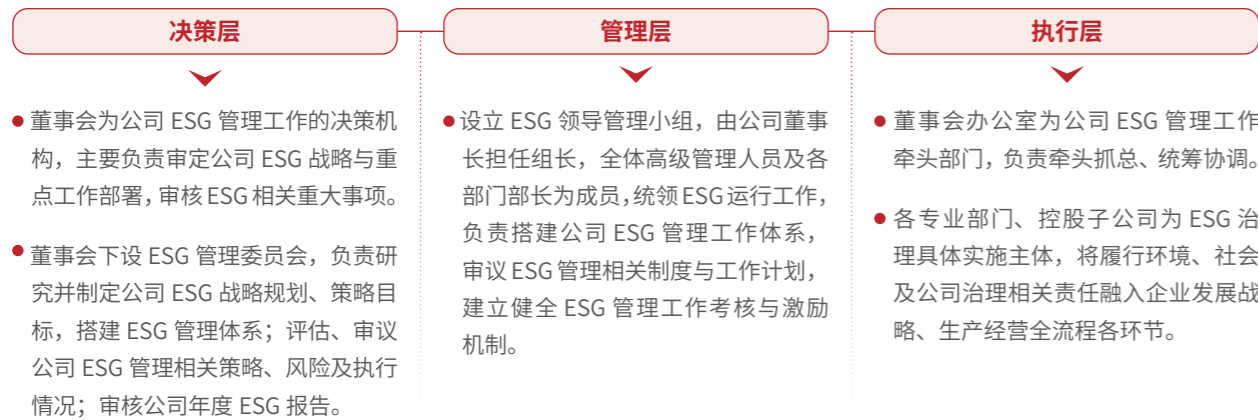 决策层
董事会为公司 ESG 管理工作的决策机
构，主要负责审定公司 ESG 战略与重
点工作部署，审核 ESG 相关重大事项。
董事会下设 ESG 管理委员会，负责研
究并制定公司 ESG 战略规划、策略目
标，搭建 ESG 管理体系；评估、审议
公司 ESG 管理相关策略、风险及执行
情况；审核公司年度 ESG 报告。
管理层
设立 ESG 领导管理小组，由公司董事
长担任组长，全体高级管理人员及各
部门部长为成员，统领 ESG 运行工作，
负责搭建公司 ESG 管理工作体系，
审议 ESG 管理相关制度与工作计划，
建立健全 ESG 管理工作考核与激励
机制。
执行层
董事会办公室为公司 ESG 管理工作
牵头部门，负责牵头抓总、统筹协调。
各专业部门、控股子公司为 ESG 治
理具体实施主体，将履行环境、社会
及公司治理相关责任融入企业发展战
略、生产经营全流程各环节。